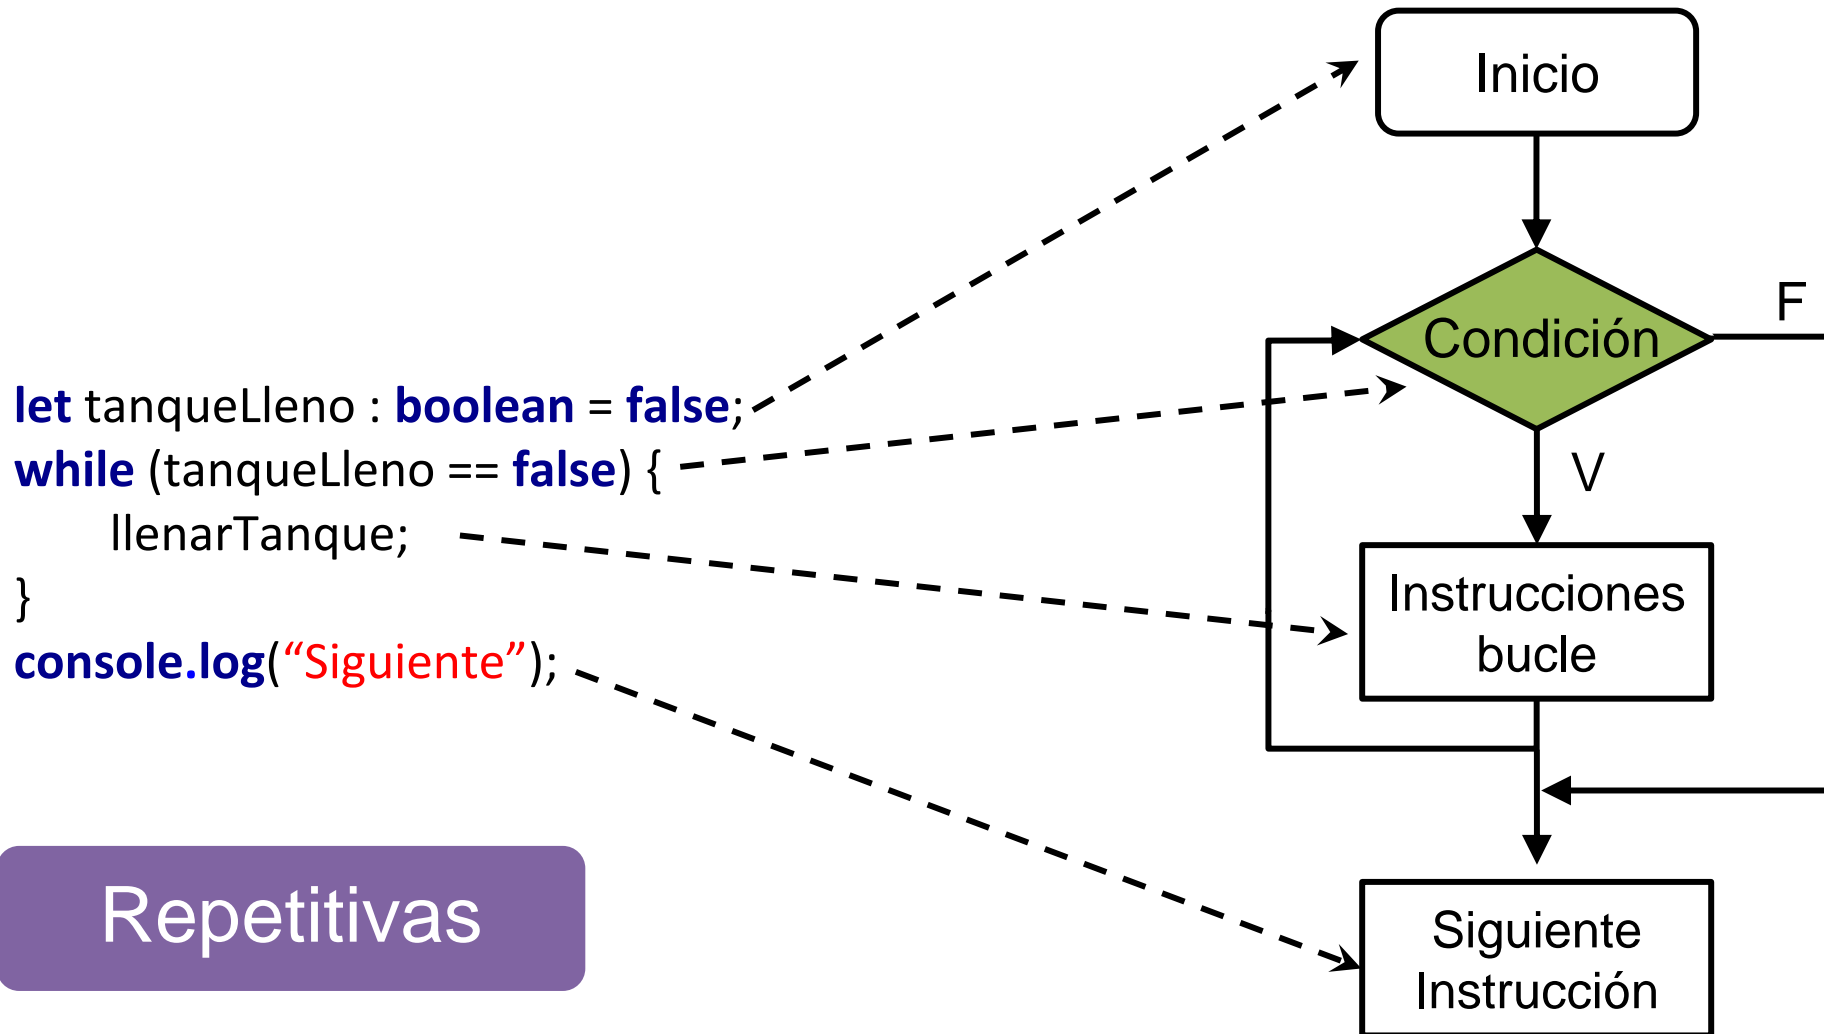 Inicio
Condición
F
V
let tanqueLleno : boolean = false;
while (tanqueLleno == false) {
llenarTanque;
}
console.log(“Siguiente”);
Instrucciones
bucle
Repetitivas
Siguiente
Instrucción